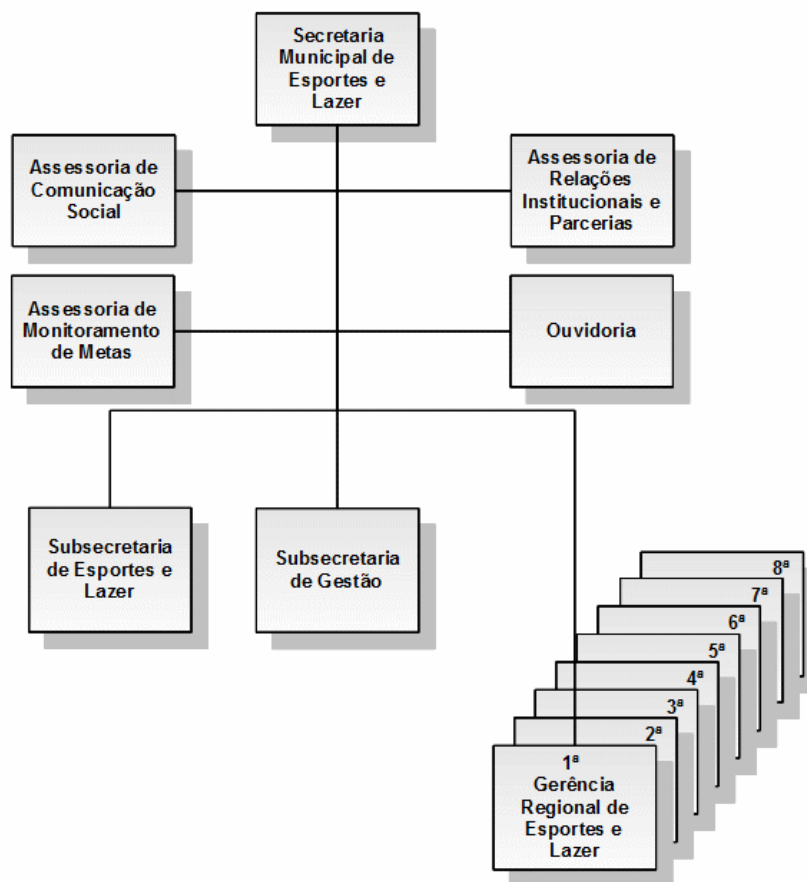 Secretaria
Municipal de
Esportes e
Lazer
Assessoria de
Comunicação
Social
Assessoria de
Relações
Institucionais e
Parcerias
Assessoria de
Monitoramento
de Metas
Ouvidoria
Subsecretaria
de Esportes e
Lazer
Subsecretaria
de Gestão
8ª
7ª
6ª
5ª
4ª
3ª
2ª
1ª
Gerência
Regional de
Esportes e
Lazer